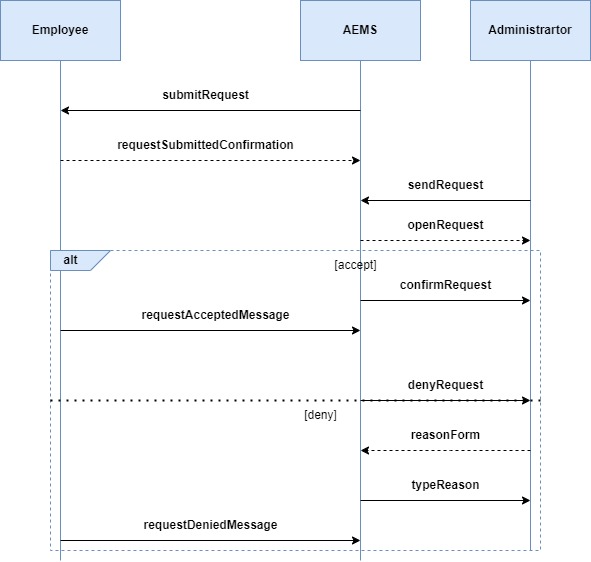 Employee
AEMS
Administrartor
submitRequest
requestSubmittedConfirmation
sendRequest
openRequest
alt
[accept]
confirmRequest
requestAcceptedMessage
denyRequest
[deny]
reasonForm
typeReason
requestDeniedMessage